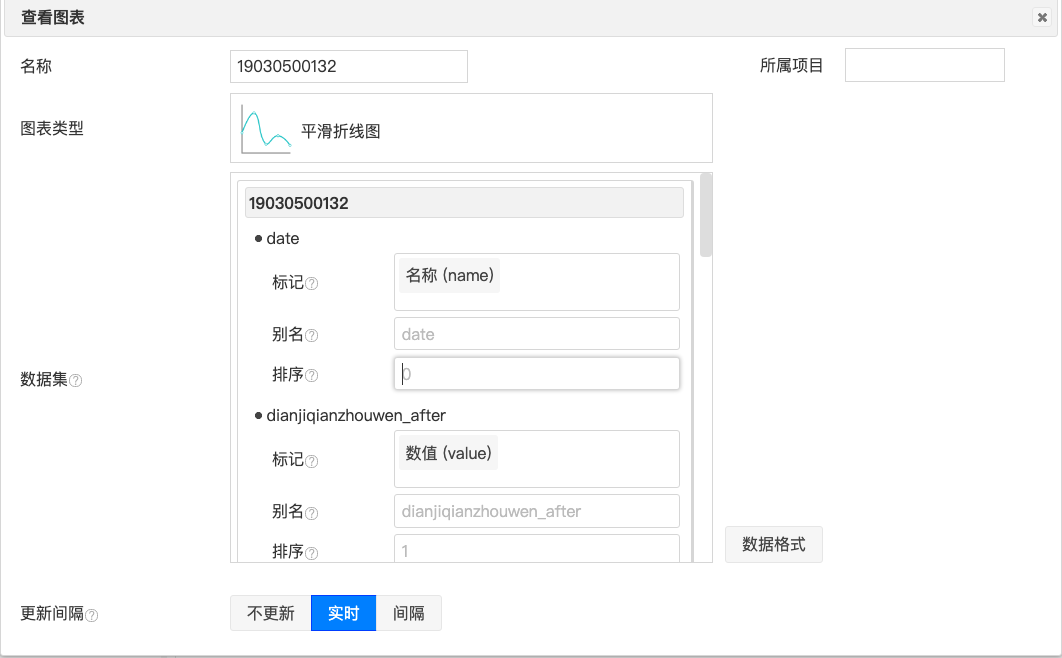 查看图表
名称 19030500132 所属项目
图表类型 平滑折线图
19030500132
date
标记 名称 (name)
别名 date
排序 0
数据集
dianjiqianzhouwen_after
标记 数值 (value)
别名 dianjiqianzhouwen_after
排序 1
数据格式
更新间隔 不更新 实时 间隔